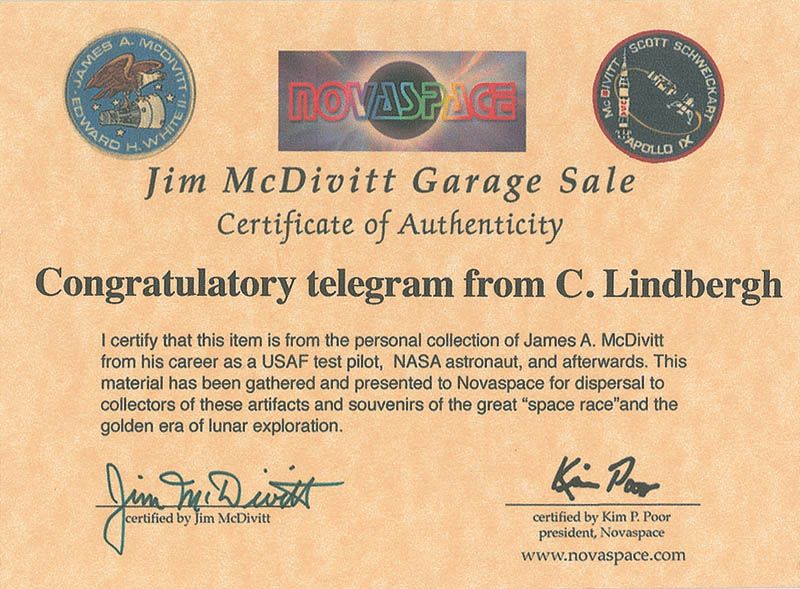 JAMES A. McDIVITT
EDWARD H. WHITE II
NOVASPACE
McDIVITT SCOTT SCHWEICKART
APOLLO IX
Jim McDivitt Garage Sale
Certificate of Authenticity
Congratulatory telegram from C. Lindbergh
I certify that this item is from the personal collection of James A. McDivitt
from his career as a USAF test pilot, NASA astronaut, and afterwards. This
material has been gathered and presented to Novaspace for dispersal to
collectors of these artifacts and souvenirs of the great “space race”and the
golden era of lunar exploration.
Jim McDivitt
Kim Poor
certified by Jim McDivitt
certified by Kim P. Poor
president, Novaspace
www.novaspace.com